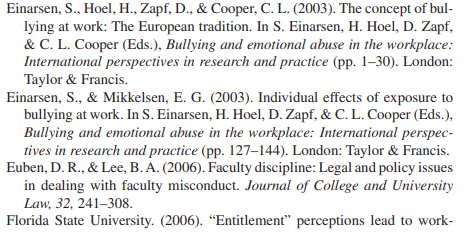 Einarsen, S., Hoel, H., Zapf, D., & Cooper, C. L. (2003). The concept of bul-
lying at work: The European tradition. In S. Einarsen, H. Hoel, D. Zapf,
& C. L. Cooper (Eds.), Bullying and emotional abuse in the workplace:
International perspectives in research and practice (pp. 1–30). London:
Taylor & Francis.
Einarsen, S., & Mikkelsen, E. G. (2003). Individual effects of exposure to
bullying at work. In S. Einarsen, H. Hoel, D. Zapf, & C. L. Cooper (Eds.),
Bullying and emotional abuse in the workplace: International perspec-
tives in research and practice (pp. 127–144). London: Taylor & Francis.
Euben, D. R., & Lee, B. A. (2006). Faculty discipline: Legal and policy issues
in dealing with faculty misconduct. Journal of College and University
Law, 32, 241–308.
Florida State University. (2006). “Entitlement” perceptions lead to work-